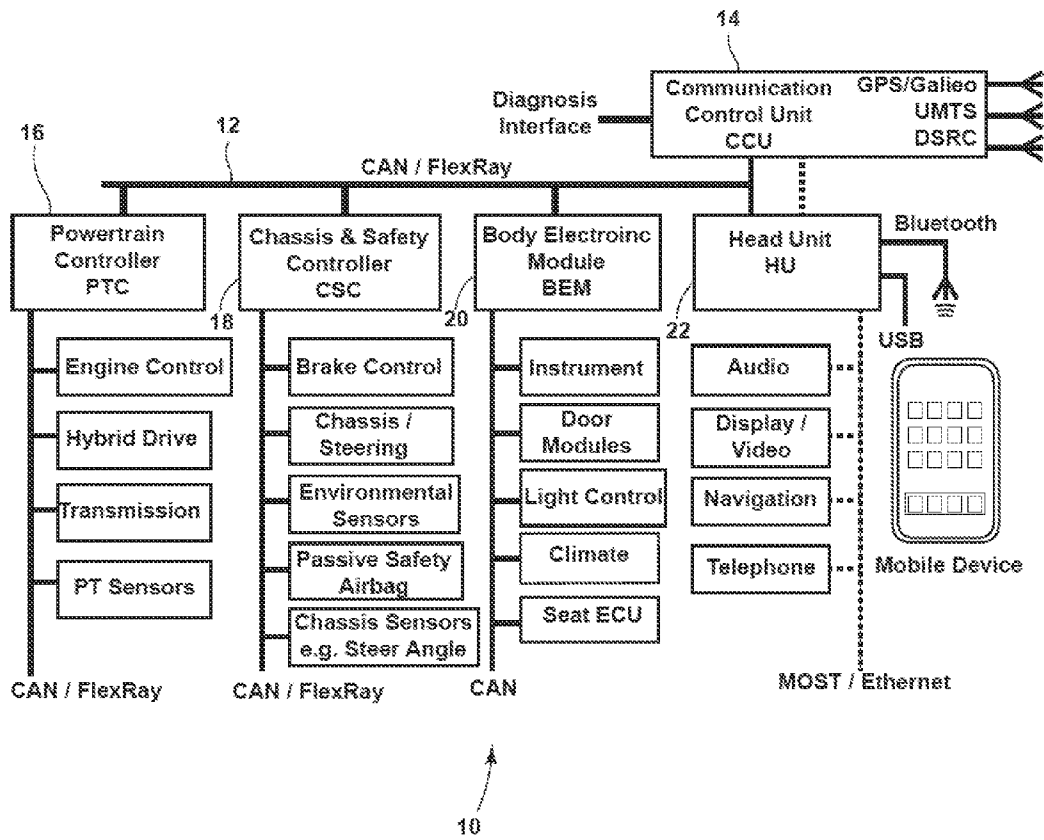 14
Communication
Control Unit
CCU
GPS/Galieo
UMTS
DSRC
Diagnosis
Interface
16
12
CAN / FlexRay
Powertrain
Controller
PTC
Chassis & Safety
Controller
CSC
Body Electroinc
Module
BEM
Head Unit
HU
Bluetooth
18
20
22
USB
Engine Control
Hybrid Drive
Transmission
PT Sensors
CAN / FlexRay
Brake Control
Chassis /
Steering
Environmental
Sensors
Passive Safety
Airbag
Chassis Sensors
e.g. Steer Angle
CAN / FlexRay
Instrument
Door
Modules
Light Control
Climate
Seat ECU
CAN
Audio
Display /
Video
Navigation
Telephone
MOST / Ethernet
Mobile Device
10